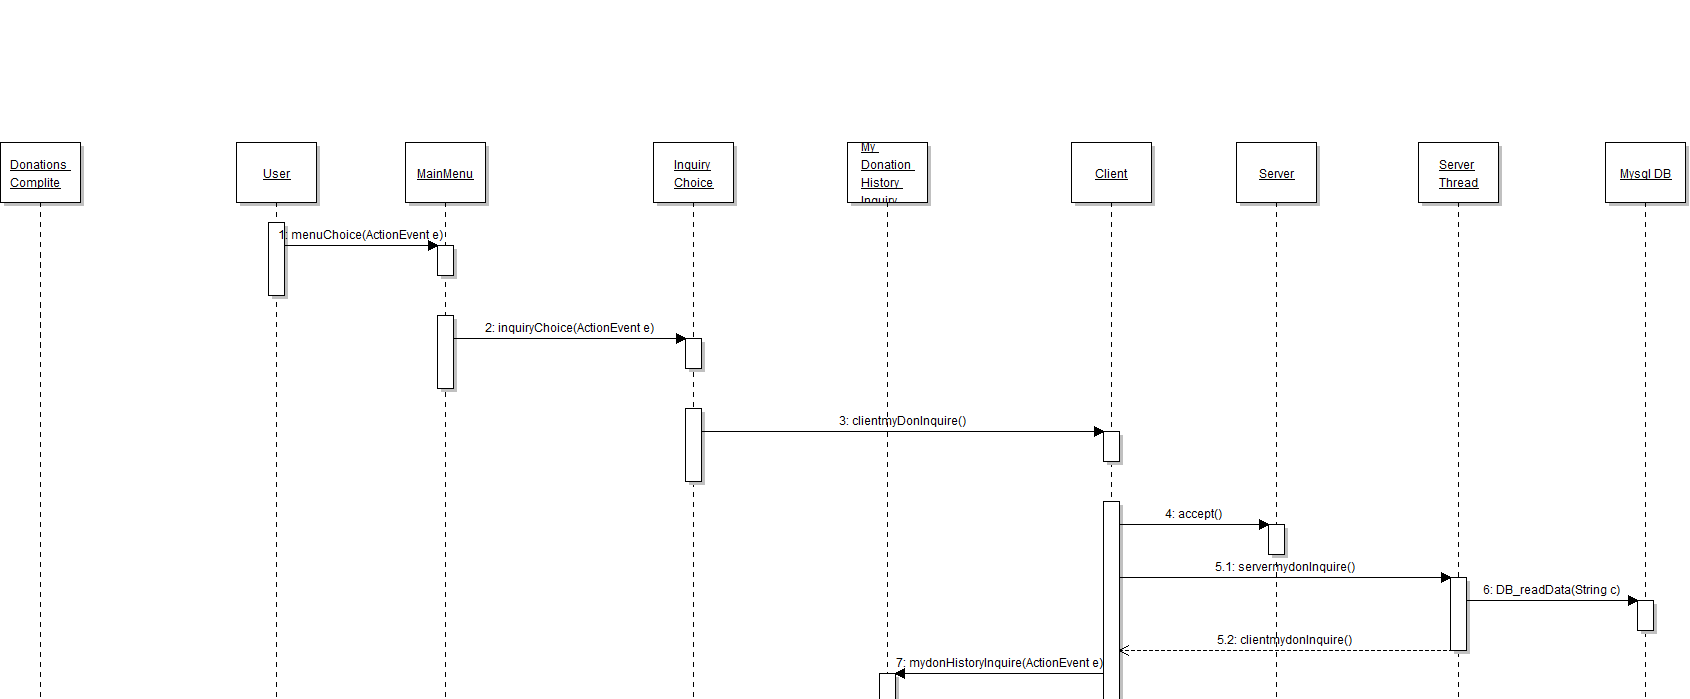 Donations
Complite
User
MainMenu
Inquiry
Choice
My
Donation
History
Inquiry
Client
Server
Server
Thread
Mysql DB
1: menuChoice(ActionEvent e)
2: inquiryChoice(ActionEvent e)
3: clientmyDonInquire()
4: accept()
5.1: servermydonInquire()
6: DB_readData(String c)
5.2: clientmydonInquire()
7: mydonHistoryInquire(ActionEvent e)